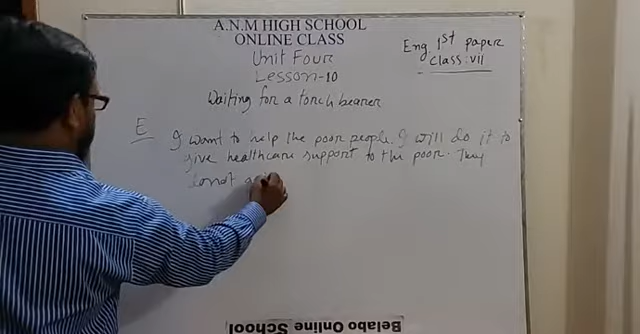 A.N.M HIGH SCHOOL
ONLINE CLASS
Unit Four
Lesson-10
Waiting for a torch bearer
Eng 1st paper
Class: VII
E
I want to help the poor people. I will do it to
give healthcare support to the poor. They
donot
Belabo Online School